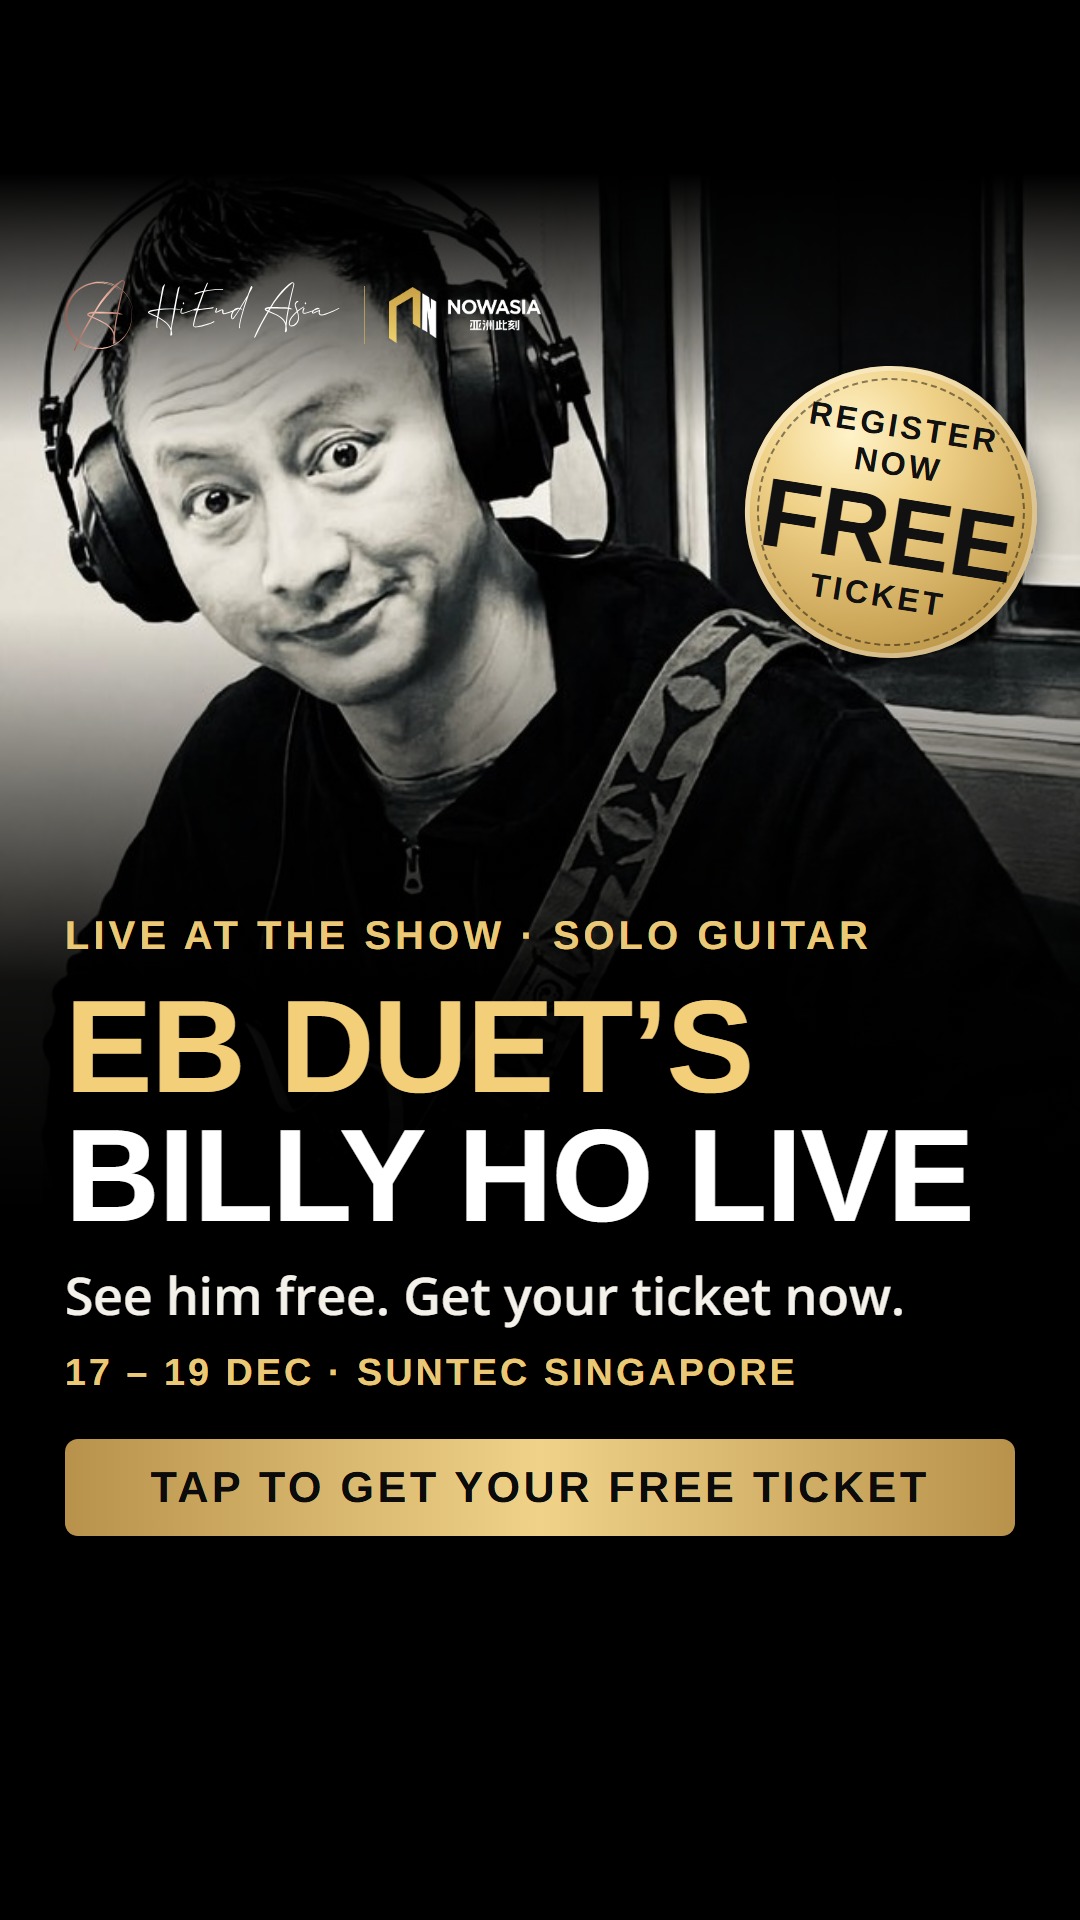 HiEnd Asia
NOWASIA
亚洲此刻
REGISTER
NOW
FREE
TICKET
LIVE AT THE SHOW · SOLO GUITAR
EB DUET’S
BILLY HO LIVE
See him free. Get your ticket now.
17 – 19 DEC · SUNTEC SINGAPORE
TAP TO GET YOUR FREE TICKET